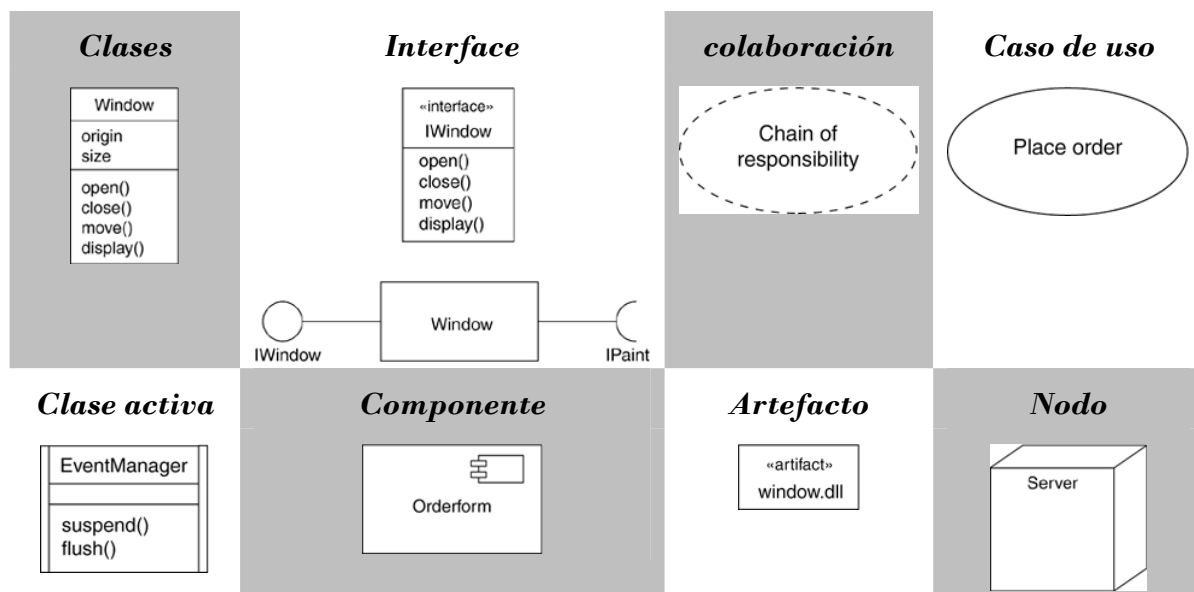 Clases
Window
origin
size
open()
close()
move()
display()
Interface
«interface»
IWindow
open()
close()
move()
display()
IWindow
Window
IPaint
colaboración
Chain of
responsibility
Caso de uso
Place order
Clase activa
EventManager
suspend()
flush()
Componente
Orderform
Artefacto
«artifact»
window.dll
Nodo
Server